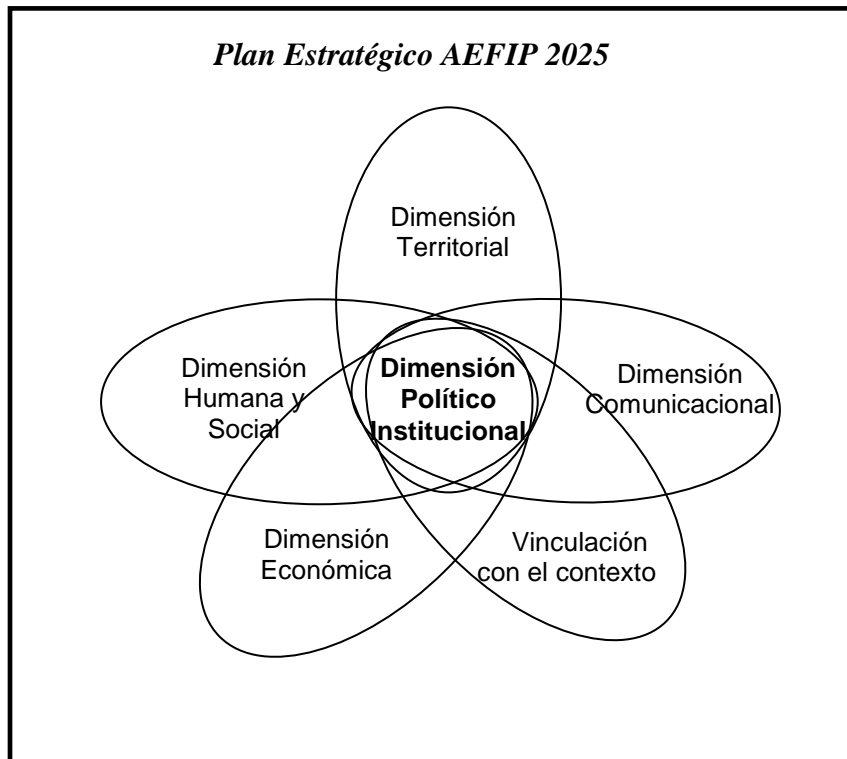 Plan Estratégico AEFIP 2025
Dimensión
Territorial
Dimensión
Humana y
Social
Dimensión
Político
Institucional
Dimensión
Comunicacional
Dimensión
Económica
Vinculación
con el contexto